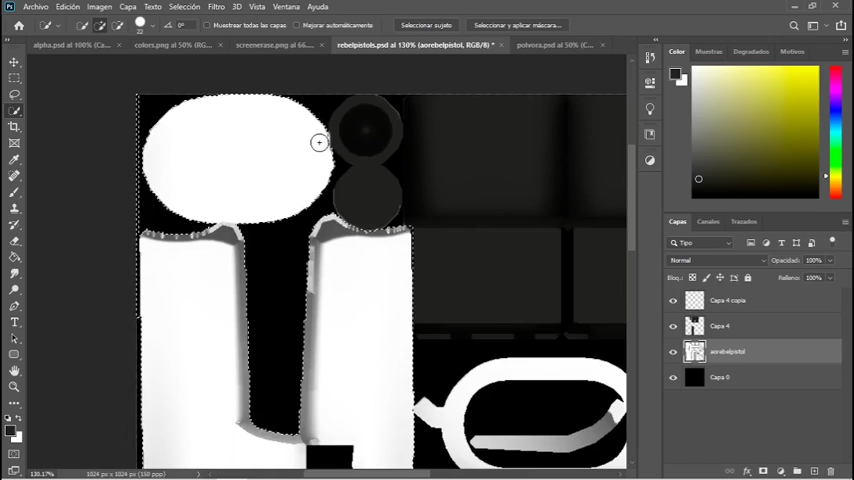 Archivo Edición Imagen Capa Texto Selección Filtro 3D Vista Ventana Ayuda
22 0° Muestrear todas las capas Mejorar automáticamente Seleccionar sujeto Seleccionar y aplicar máscara...
alpha.psd al 100% (Ca... × colors.png al 50% (RG... × screenerase.png al 66.... × rebelpistols.psd al 130% (aorebelpistol, RGB/8) * × polvora.psd al 50% (C... ×
Color Muestras Degradados Motivos
Capas Canales Trazados
Tipo
Normal Opacidad: 100%
Bloq.: Relleno: 100%
Capa 4 copia
Capa 4
aorebelpistol
Capa 0
130.17% 1024 px x 1024 px (150 ppp)